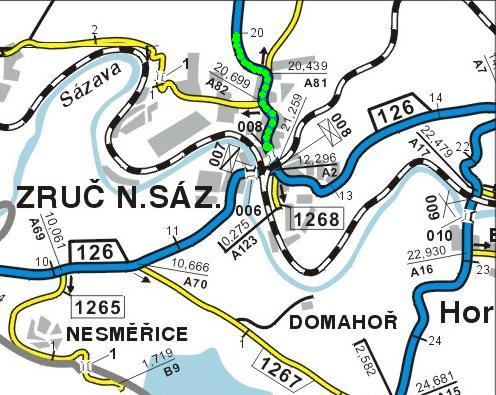 20
2
1
20,439
A81
A7
20,699
A82
Sázava
1
14
126
008
21,259
008
22,479
A17
22
007
12,296
A2
13
ZRUČ N.SÁZ.
006
1268
009
010
0,275
A123
10,061
A69
11
126
22,930
A16
23
10
10,666
A70
1265
Hor
NESMĚŘICE
1
DOMAHOŘ
1
1,719
B9
1267
2,582
24
24,681
A15